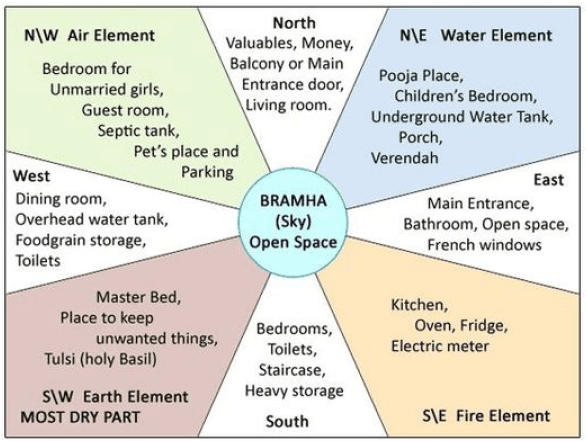 N\W Air Element
Bedroom for
Unmarried girls,
Guest room,
Septic tank,
Pet's place and
Parking
North
Valuables, Money,
Balcony or Main
Entrance door,
Living room.
N\E Water Element
Pooja Place,
Children's Bedroom,
Underground Water Tank,
Porch,
Verendah
West
Dining room,
Overhead water tank,
Foodgrain storage,
Toilets
BRAMHA
(Sky)
Open Space
East
Main Entrance,
Bathroom, Open space,
French windows
Master Bed,
Place to keep
unwanted things,
Tulsi (holy Basil)
S\W Earth Element
MOST DRY PART
Bedrooms,
Toilets,
Staircase,
Heavy storage
South
Kitchen,
Oven, Fridge,
Electric meter
S\E Fire Element